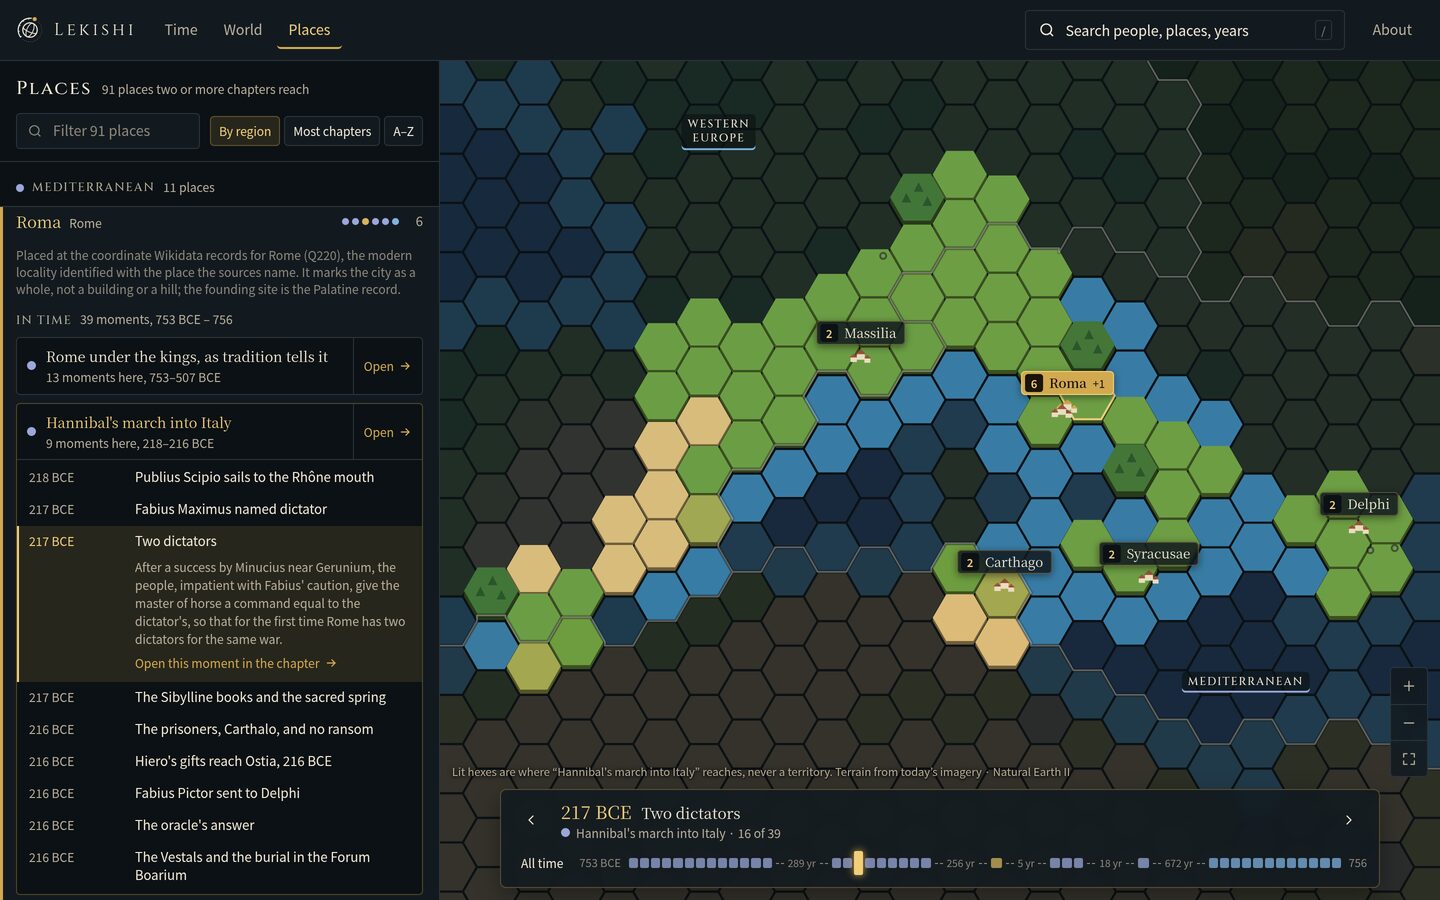 LEKISHI
Time
World
Places
Search people, places, years
/
About
PLACES
91 places two or more chapters reach
Filter 91 places
By region
Most chapters
A–Z
MEDITERRANEAN 11 places
Roma Rome
6
Placed at the coordinate Wikidata records for Rome (Q220), the modern
locality identified with the place the sources name. It marks the city as a
whole, not a building or a hill; the founding site is the Palatine record.
IN TIME 39 moments, 753 BCE – 756
Rome under the kings, as tradition tells it
13 moments here, 753–507 BCE
Open →
Hannibal's march into Italy
9 moments here, 218–216 BCE
Open →
218 BCE Publius Scipio sails to the Rhône mouth
217 BCE Fabius Maximus named dictator
217 BCE Two dictators
After a success by Minucius near Gerunium, the
people, impatient with Fabius' caution, give the
master of horse a command equal to the
dictator's, so that for the first time Rome has two
dictators for the same war.
Open this moment in the chapter →
217 BCE The Sibylline books and the sacred spring
216 BCE The prisoners, Carthalo, and no ransom
216 BCE Hiero's gifts reach Ostia, 216 BCE
216 BCE Fabius Pictor sent to Delphi
216 BCE The oracle's answer
216 BCE The Vestals and the burial in the Forum
Boarium
WESTERN
EUROPE
2 Massilia
6 Roma +1
2 Delphi
2 Syracusae
2 Carthago
MEDITERRANEAN
+
−
Lit hexes are where “Hannibal's march into Italy” reaches, never a territory. Terrain from today's imagery · Natural Earth II
217 BCE Two dictators
Hannibal's march into Italy · 16 of 39
All time 753 BCE -- 289 yr -- -- 256 yr -- -- 5 yr -- -- 18 yr -- -- 672 yr -- 756